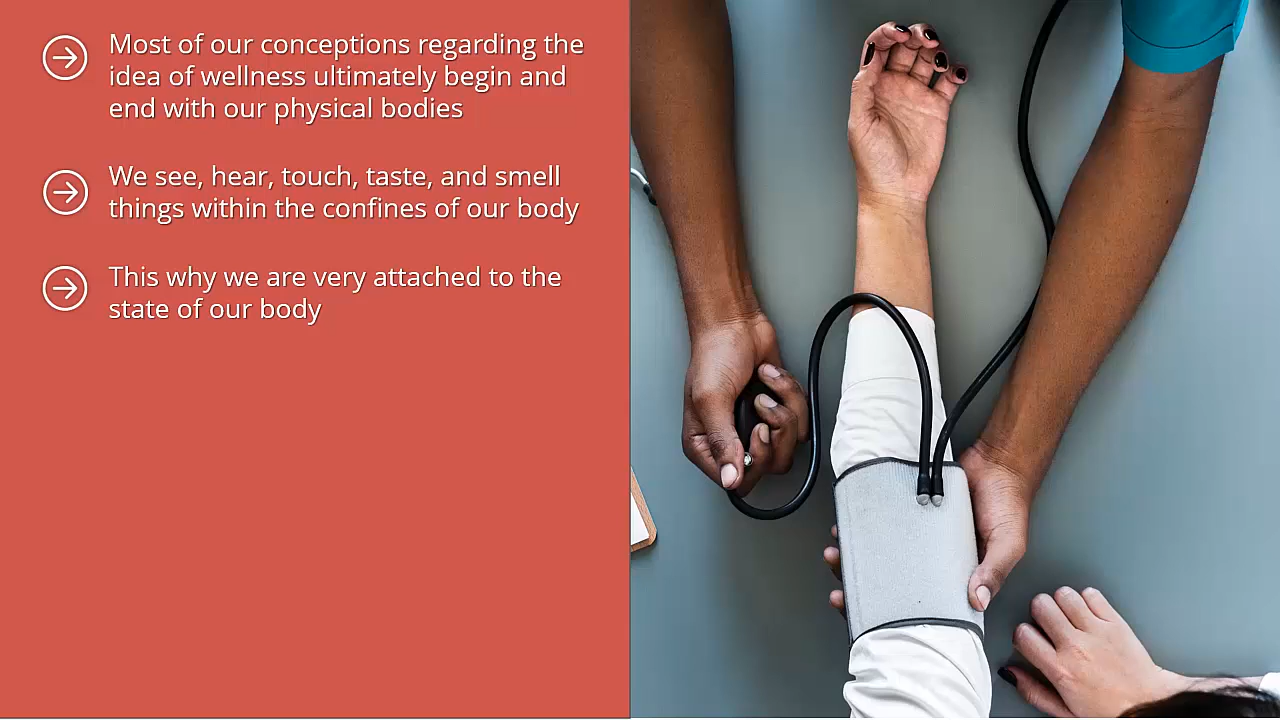 Most of our conceptions regarding the
idea of wellness ultimately begin and
end with our physical bodies
We see, hear, touch, taste, and smell
things within the confines of our body
This why we are very attached to the
state of our body